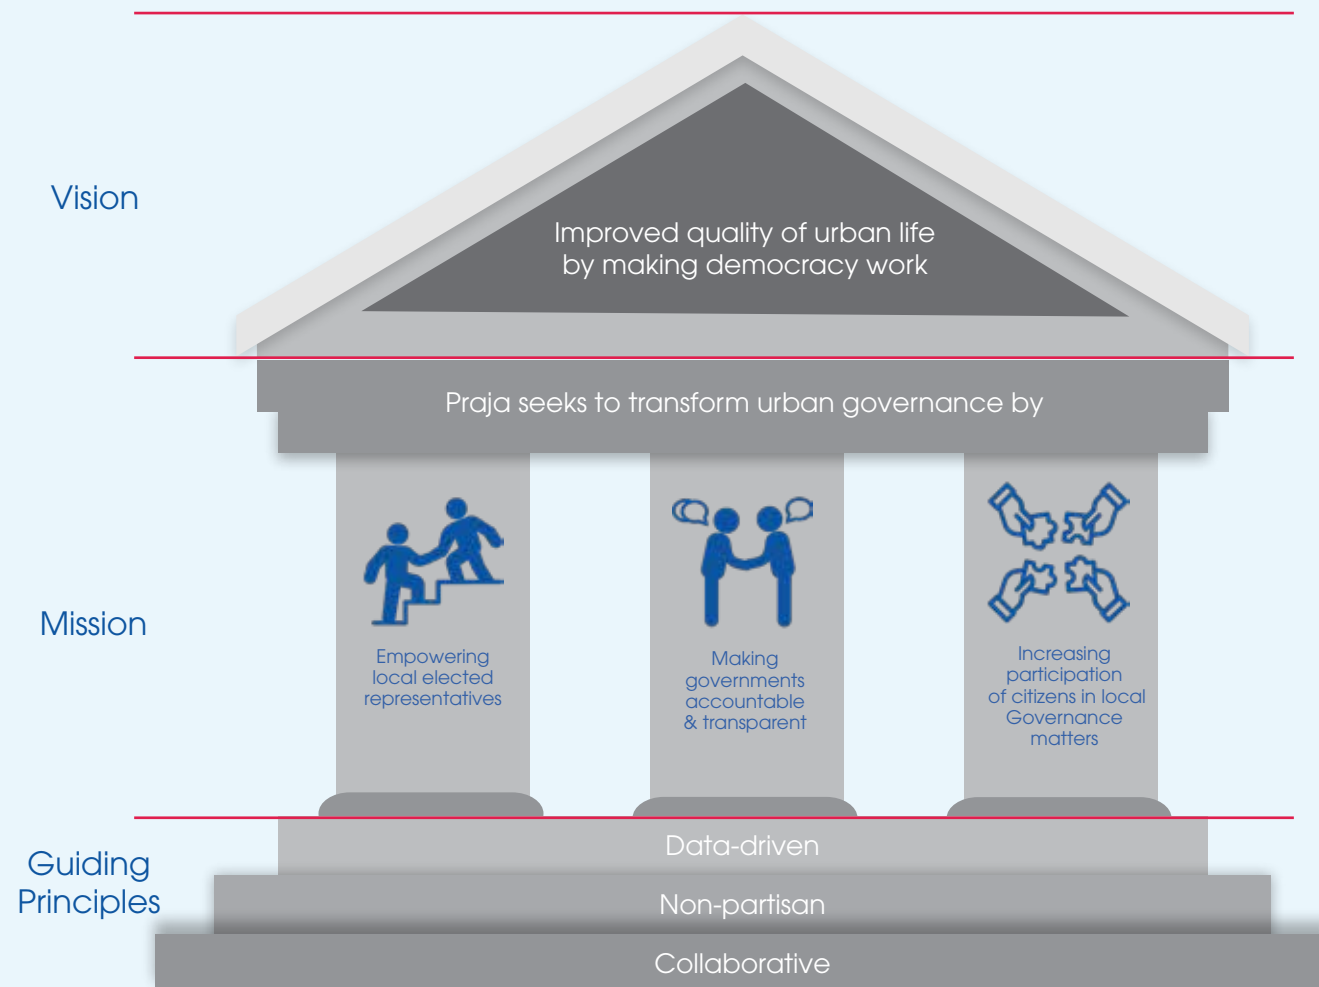 Vision
Improved quality of urban life
by making democracy work
Praja seeks to transform urban governance by
Mission
Empowering
local elected
representatives
Making
governments
accountable
& transparent
Increasing
participation
of citizens in local
Governance
matters
Guiding
Principles
Data-driven
Non-partisan
Collaborative